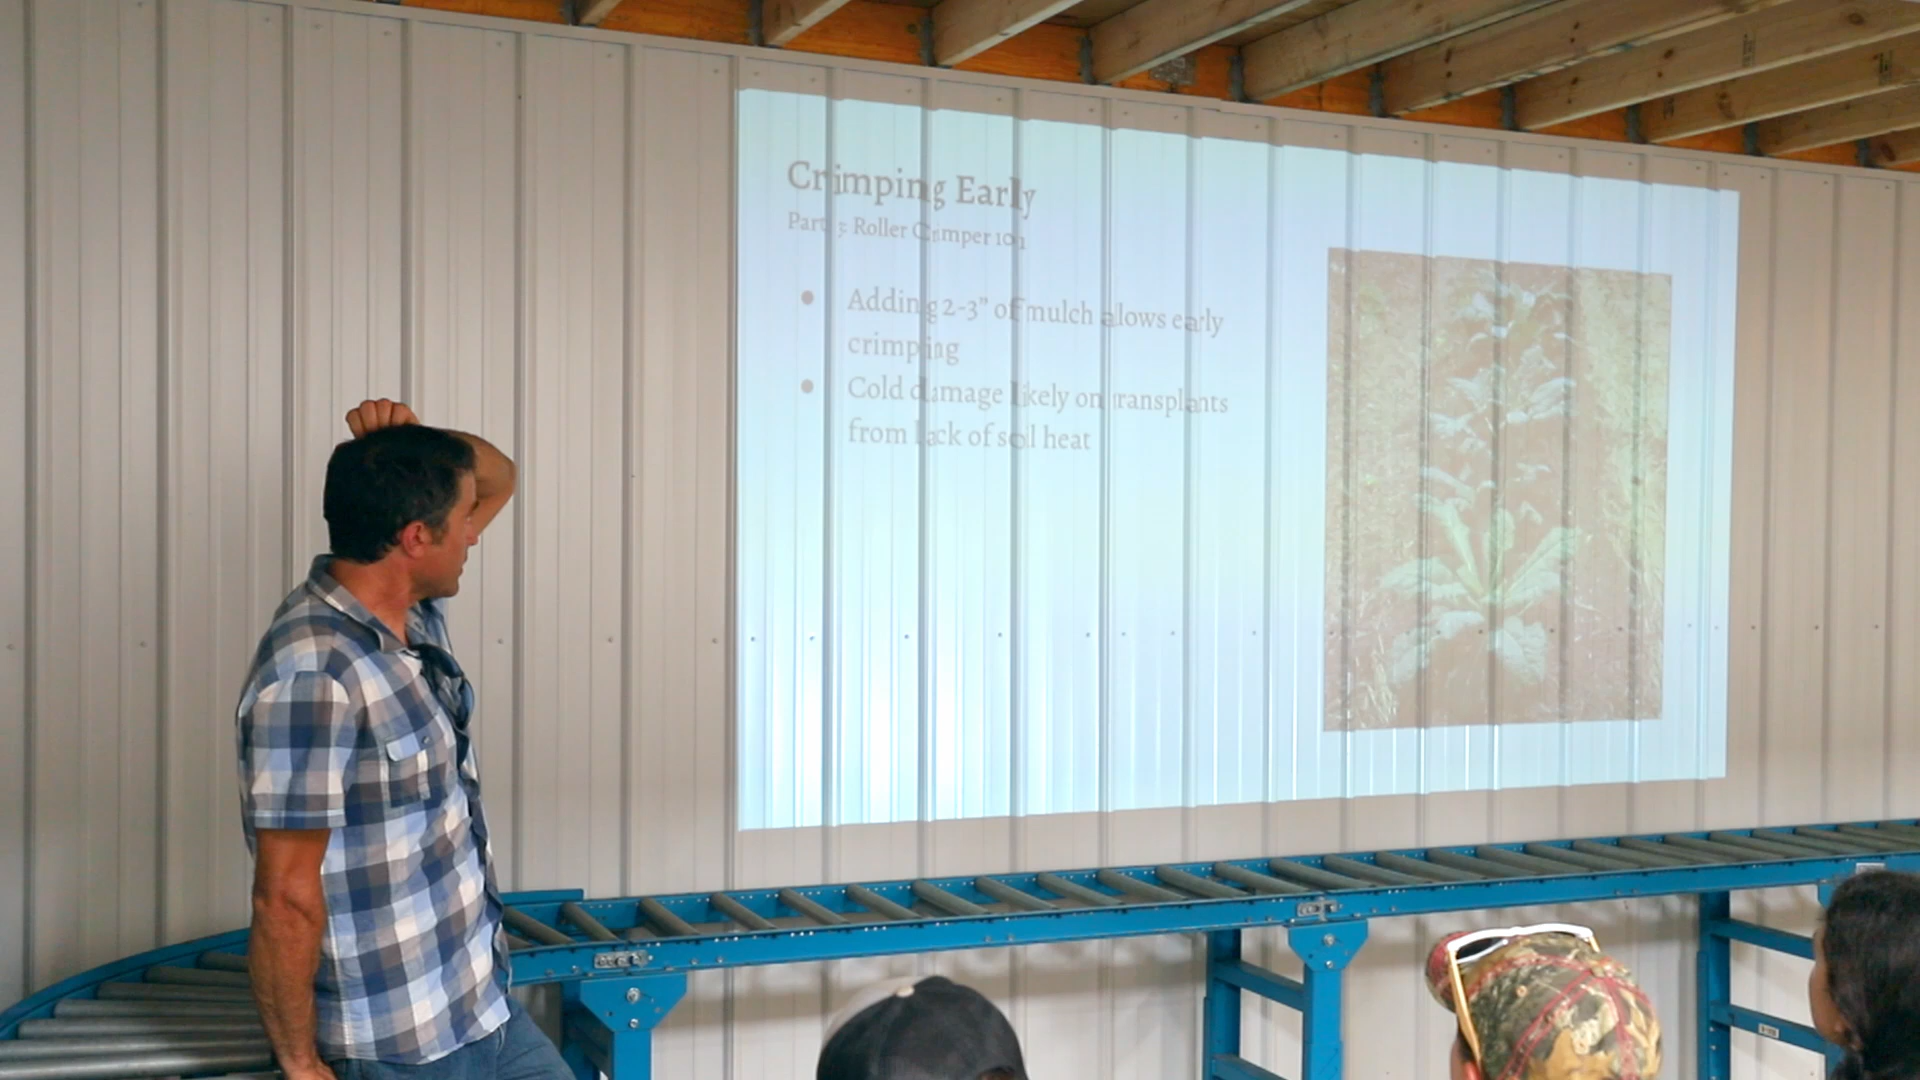 Crimping Early
Part 3: Roller Crimper 101
Adding 2-3" of mulch allows early
crimping
Cold damage likely on transplants
from lack of soil heat